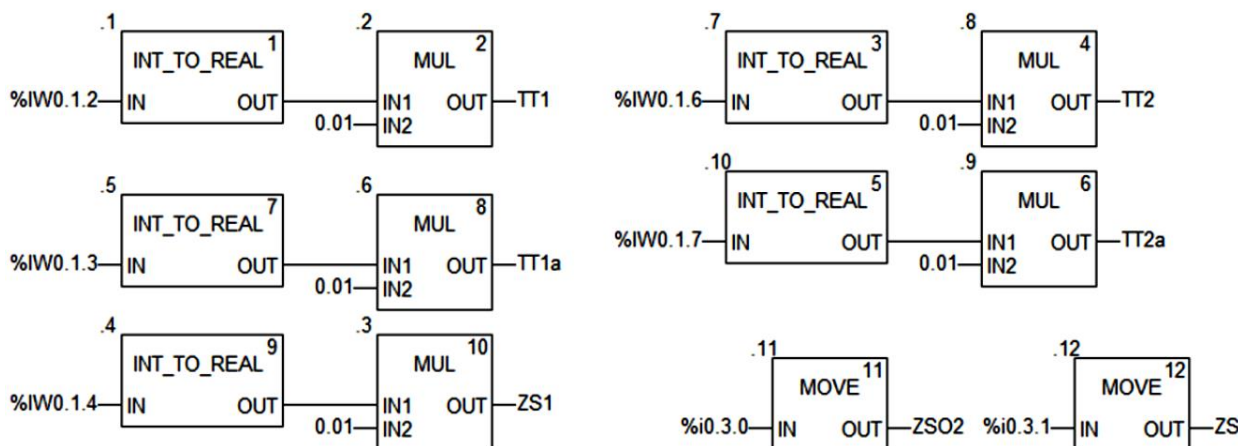 .1 .2 .7 .8
1 2 3 4
INT_TO_REAL MUL INT_TO_REAL MUL
%IW0.1.2 IN OUT IN1 OUT TT1 %IW0.1.6 IN OUT IN1 OUT TT2
0.01 IN2 0.01 IN2
.10 .9
5 6
INT_TO_REAL MUL
%IW0.1.7 IN OUT IN1 OUT TT2a
0.01 IN2
.5 .6
7 8
INT_TO_REAL MUL
%IW0.1.3 IN OUT IN1 OUT TT1a
0.01 IN2
.4 .3
9 10
INT_TO_REAL MUL
%IW0.1.4 IN OUT IN1 OUT ZS1
0.01 IN2
.11 .12
11 12
MOVE MOVE
%i0.3.0 IN OUT ZSO2 %i0.3.1 IN OUT ZS